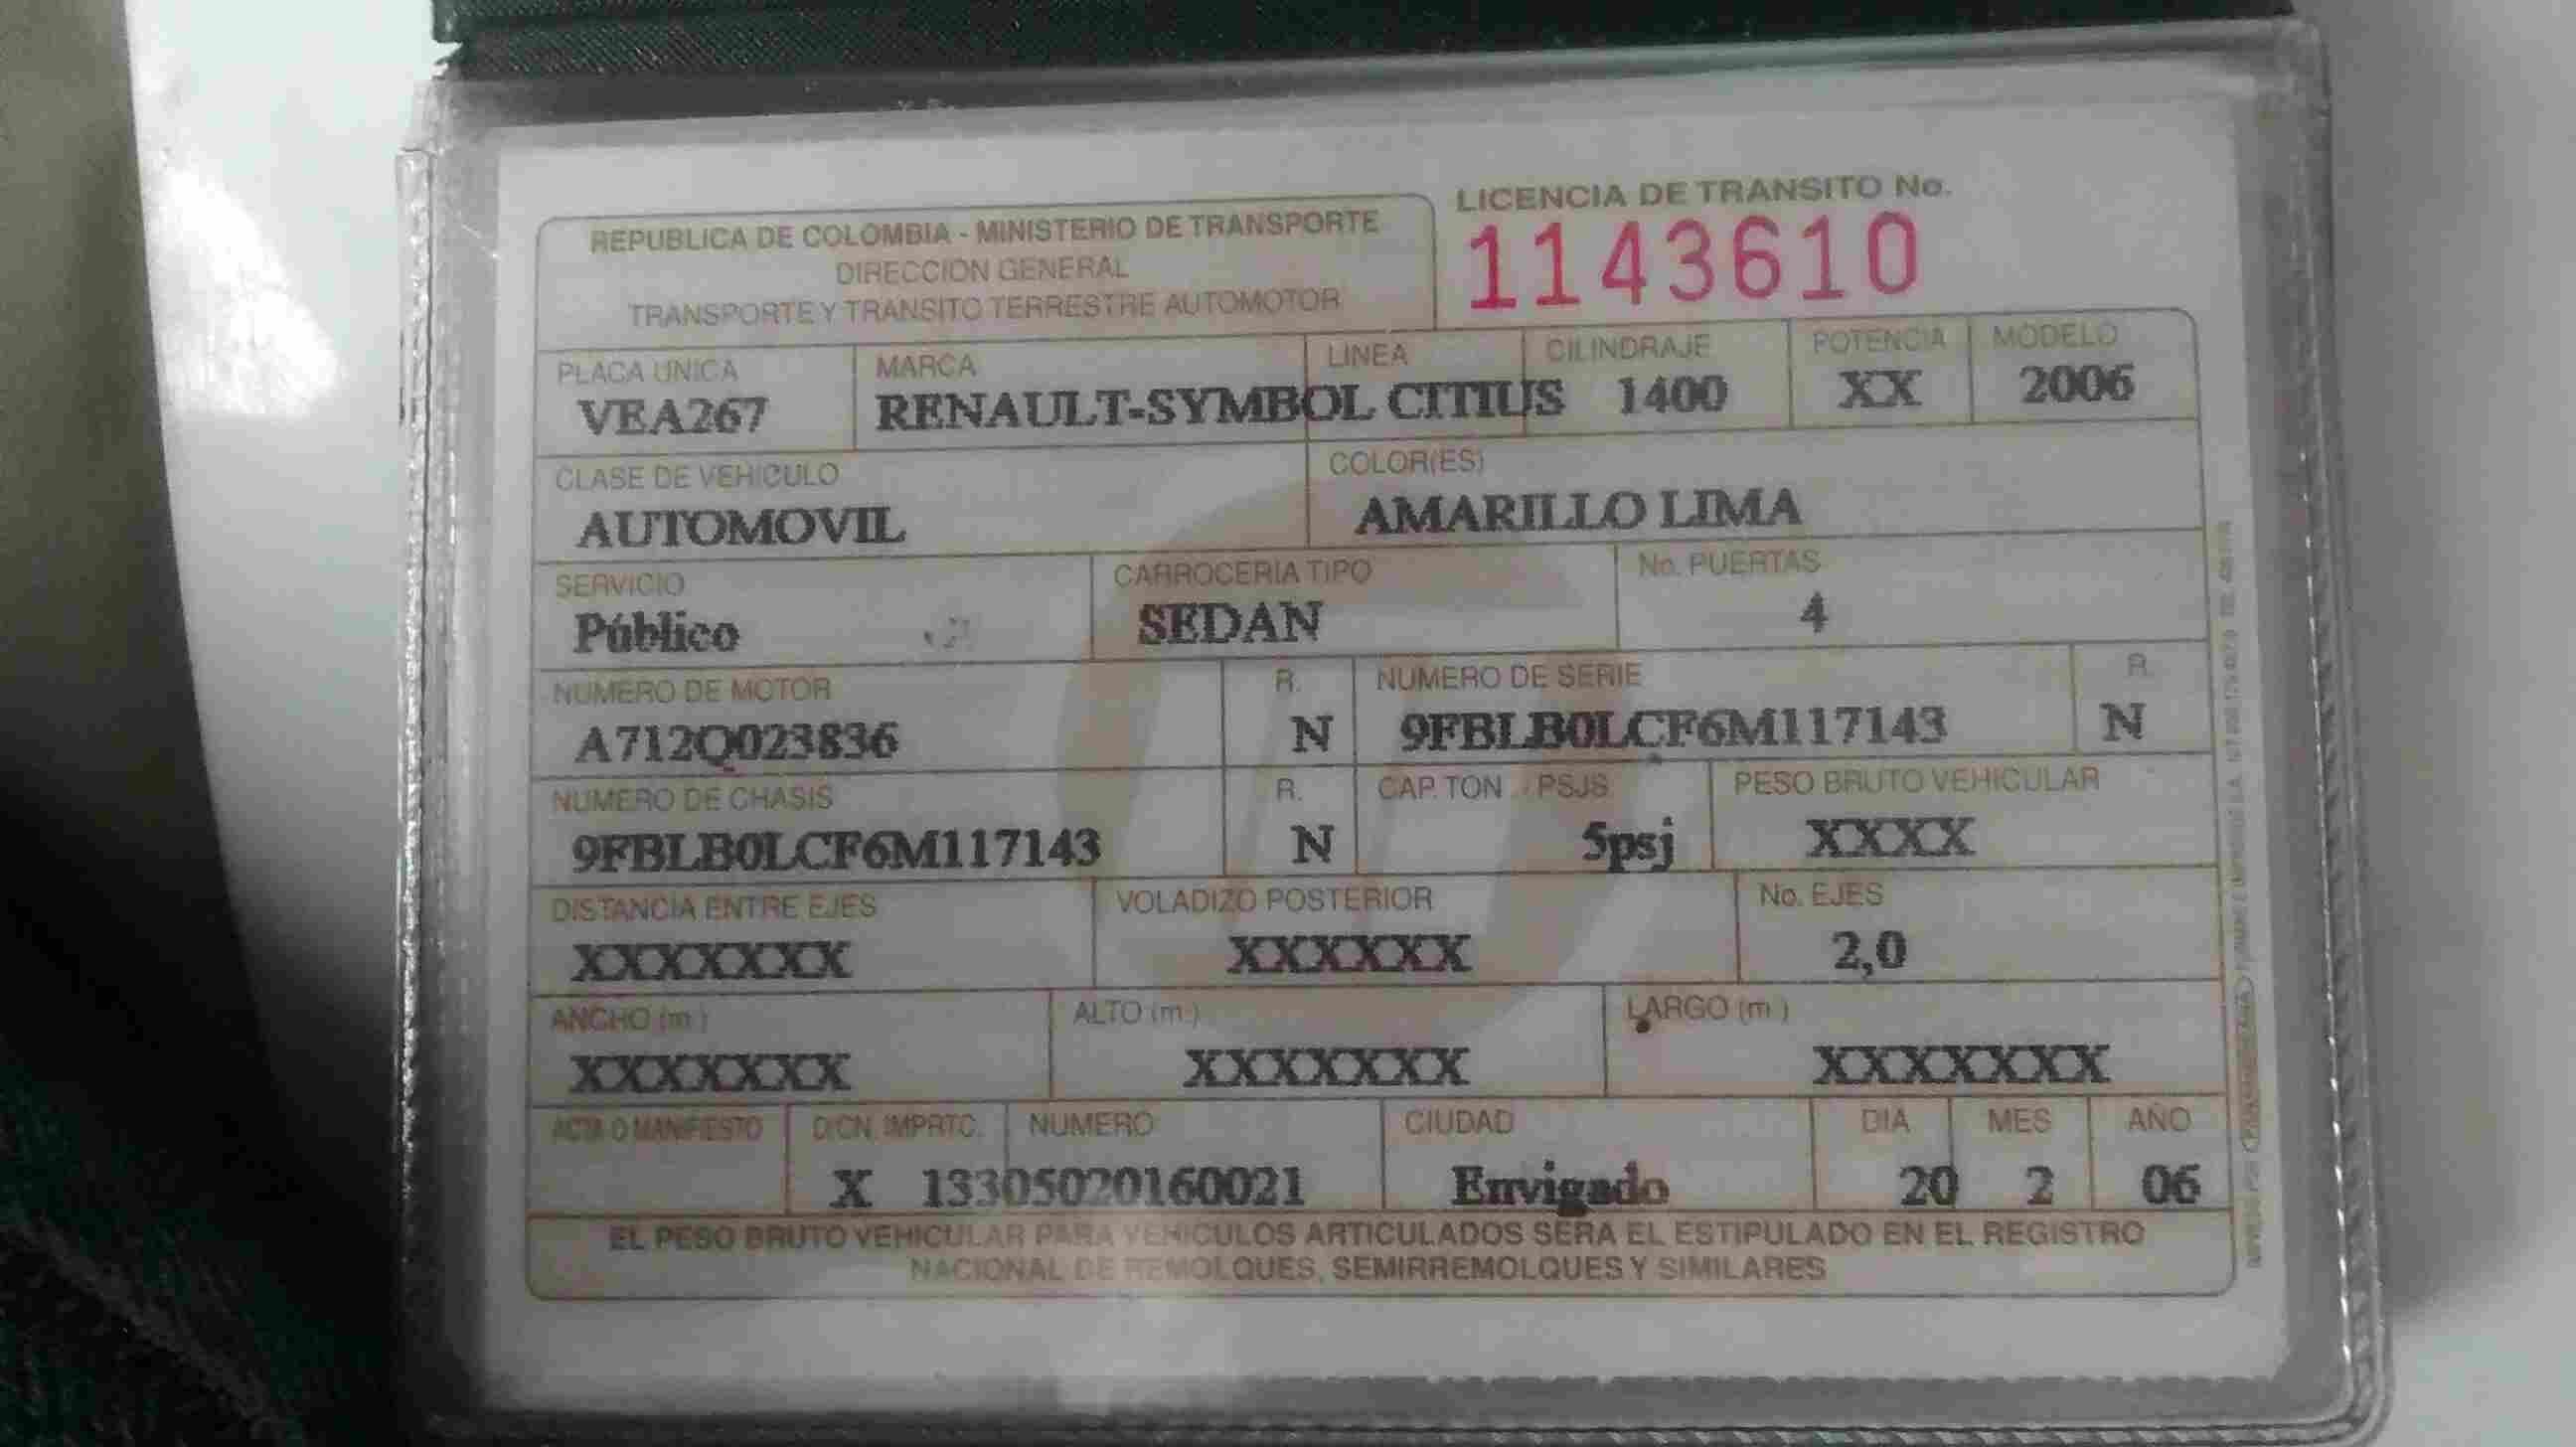 LICENCIA DE TRANSITO No.
1143610
REPUBLICA DE COLOMBIA - MINISTERIO DE TRANSPORTE
DIRECCION GENERAL
TRANSPORTE Y TRANSITO TERRESTRE AUTOMOTOR
PLACA UNICA MARCA LINEA CILINDRAJE POTENCIA MODELO
VEA267 RENAULT-SYMBOL CITIUS 1400 XX 2006
CLASE DE VEHICULO COLOR(ES)
AUTOMOVIL AMARILLO LIMA
SERVICIO CARROCERIA TIPO No. PUERTAS
Público SEDAN 4
NUMERO DE MOTOR R. NUMERO DE SERIE R.
A712Q023836 N 9FBLB0LCF6M117143 N
NUMERO DE CHASIS R. CAP. TON / PSJS PESO BRUTO VEHICULAR
9FBLB0LCF6M117143 N 5psj XXXX
DISTANCIA ENTRE EJES VOLADIZO POSTERIOR No. EJES
XXXXXXX XXXXXX 2,0
ANCHO (m.) ALTO (m.) LARGO (m.)
XXXXXXX XXXXXXX XXXXXXX
ACTA O MANIFIESTO D/CN. IMPRTC. NUMERO CIUDAD DIA MES AÑO
X 13305020160021 Envigado 20 2 06
EL PESO BRUTO VEHICULAR PARA VEHICULOS ARTICULADOS SERA EL ESTIPULADO EN EL REGISTRO
NACIONAL DE REMOLQUES, SEMIRREMOLQUES Y SIMILARES